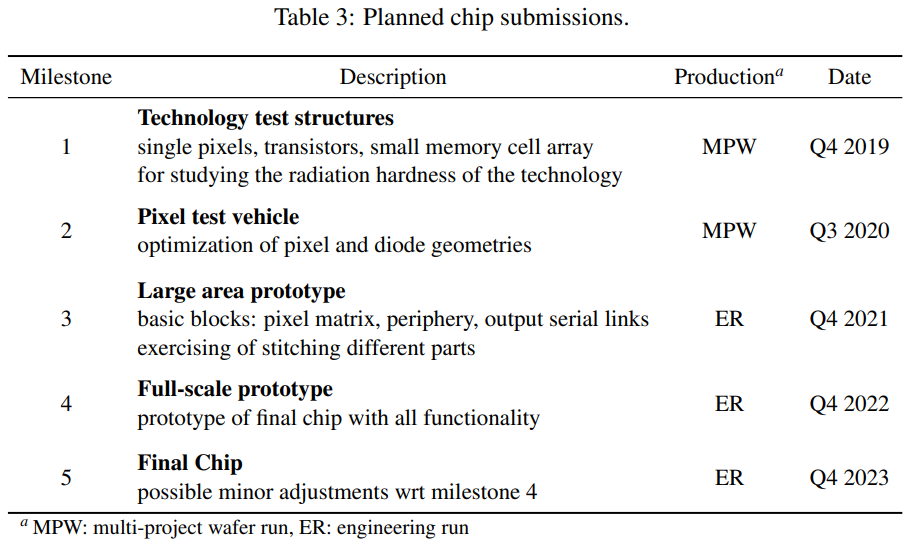 Table 3: Planned chip submissions.
Milestone Description Productionᵃ Date
Technology test structures
1 single pixels, transistors, small memory cell array MPW Q4 2019
for studying the radiation hardness of the technology
Pixel test vehicle
2 MPW Q3 2020
optimization of pixel and diode geometries
Large area prototype
3 basic blocks: pixel matrix, periphery, output serial links ER Q4 2021
exercising of stitching different parts
Full-scale prototype
4 ER Q4 2022
prototype of final chip with all functionality
Final Chip
5 ER Q4 2023
possible minor adjustments wrt milestone 4
ᵃ MPW: multi-project wafer run, ER: engineering run